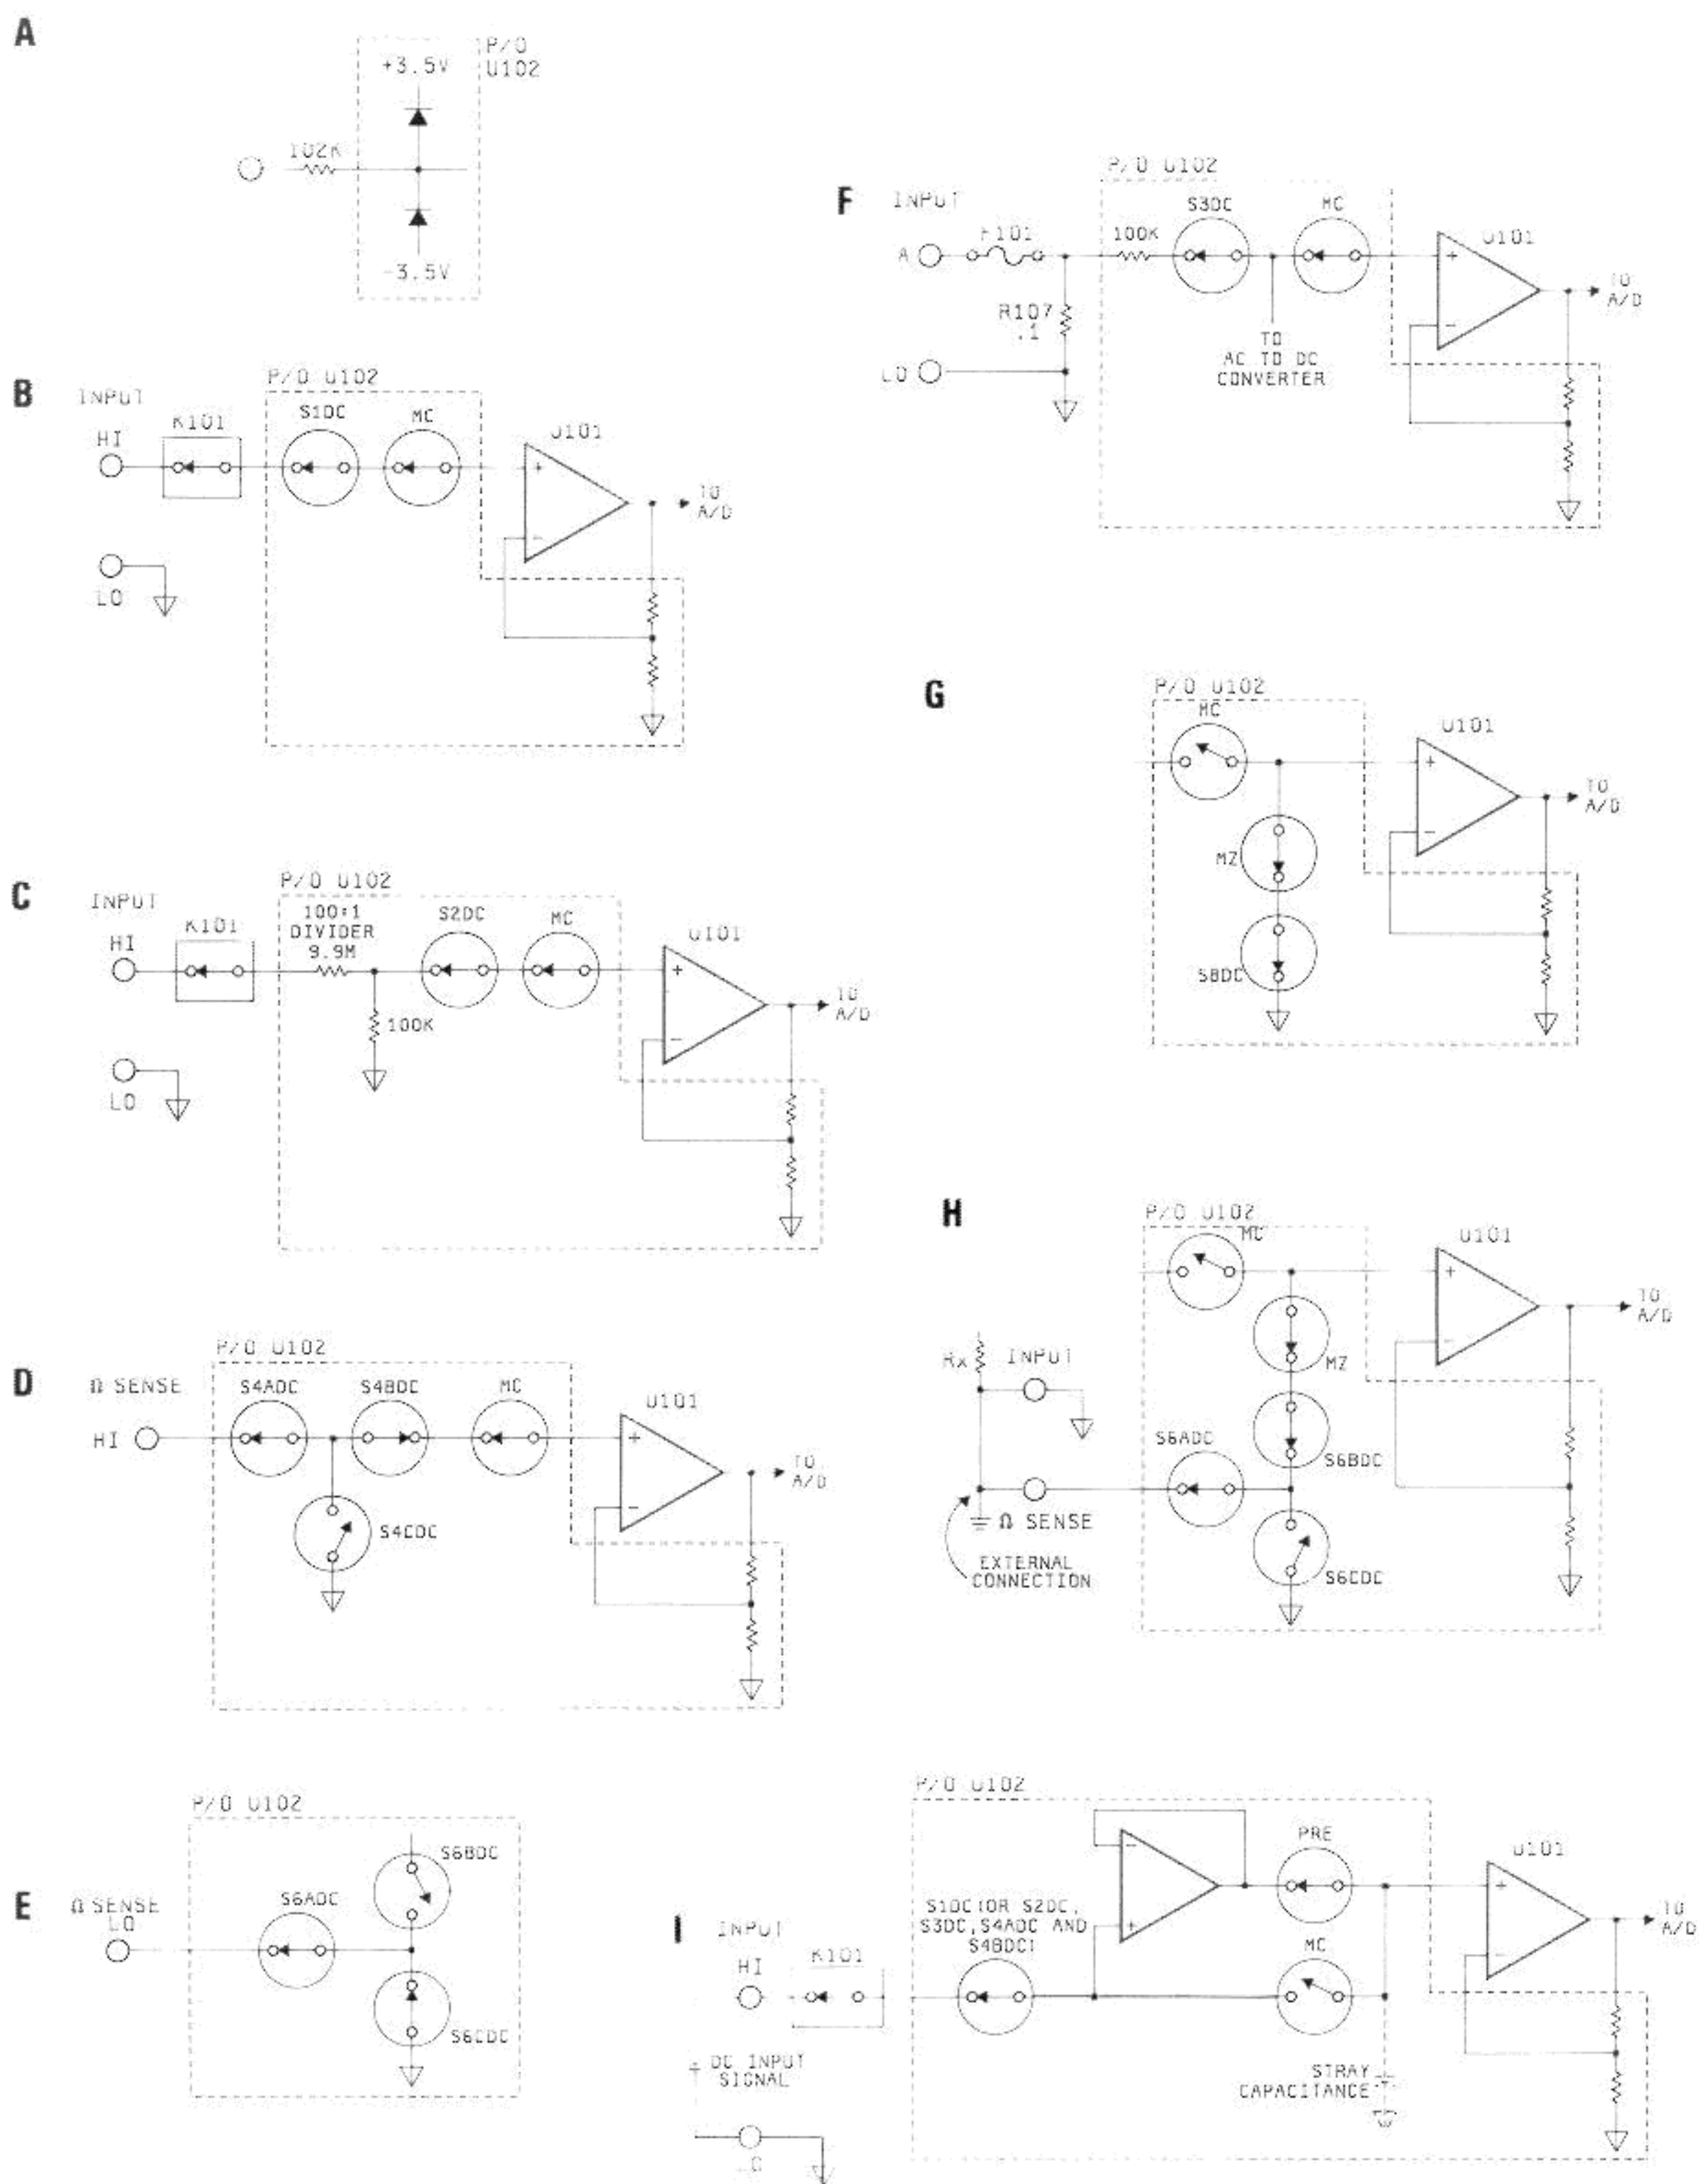 A
P/O
U102
+3.5V
102K
-3.5V
B
INPUT
HI
K101
P/O U102
S1DC
MC
U101
+
-
TO
A/D
LO
C
INPUT
HI
K101
P/O U102
100:1
DIVIDER
9.9M
S2DC
MC
U101
+
-
100K
TO
A/D
LO
D
Ω SENSE
HI
P/O U102
S4ADC
S4BDC
MC
U101
+
-
TO
A/D
S4CDC
E
Ω SENSE
LO
P/O U102
S6BDC
S6ADC
S6CDC
F
INPUT
A
F101
P/O U102
100K
S3DC
MC
U101
+
-
TO
A/D
R107
.1
TO
AC TO DC
CONVERTER
LO
G
P/O U102
MC
U101
+
-
TO
A/D
MZ
S8DC
H
P/O U102
MC
U101
+
-
TO
A/D
MZ
Rx
INPUT
S6ADC
S6BDC
Ω SENSE
EXTERNAL
CONNECTION
S6CDC
I
INPUT
HI
K101
P/O U102
S1DC(OR S2DC,
S3DC,S4ADC AND
S4BDC)
-
+
PRE
MC
U101
+
-
TO
A/D
+
DC INPUT
SIGNAL
STRAY
CAPACITANCE
LO